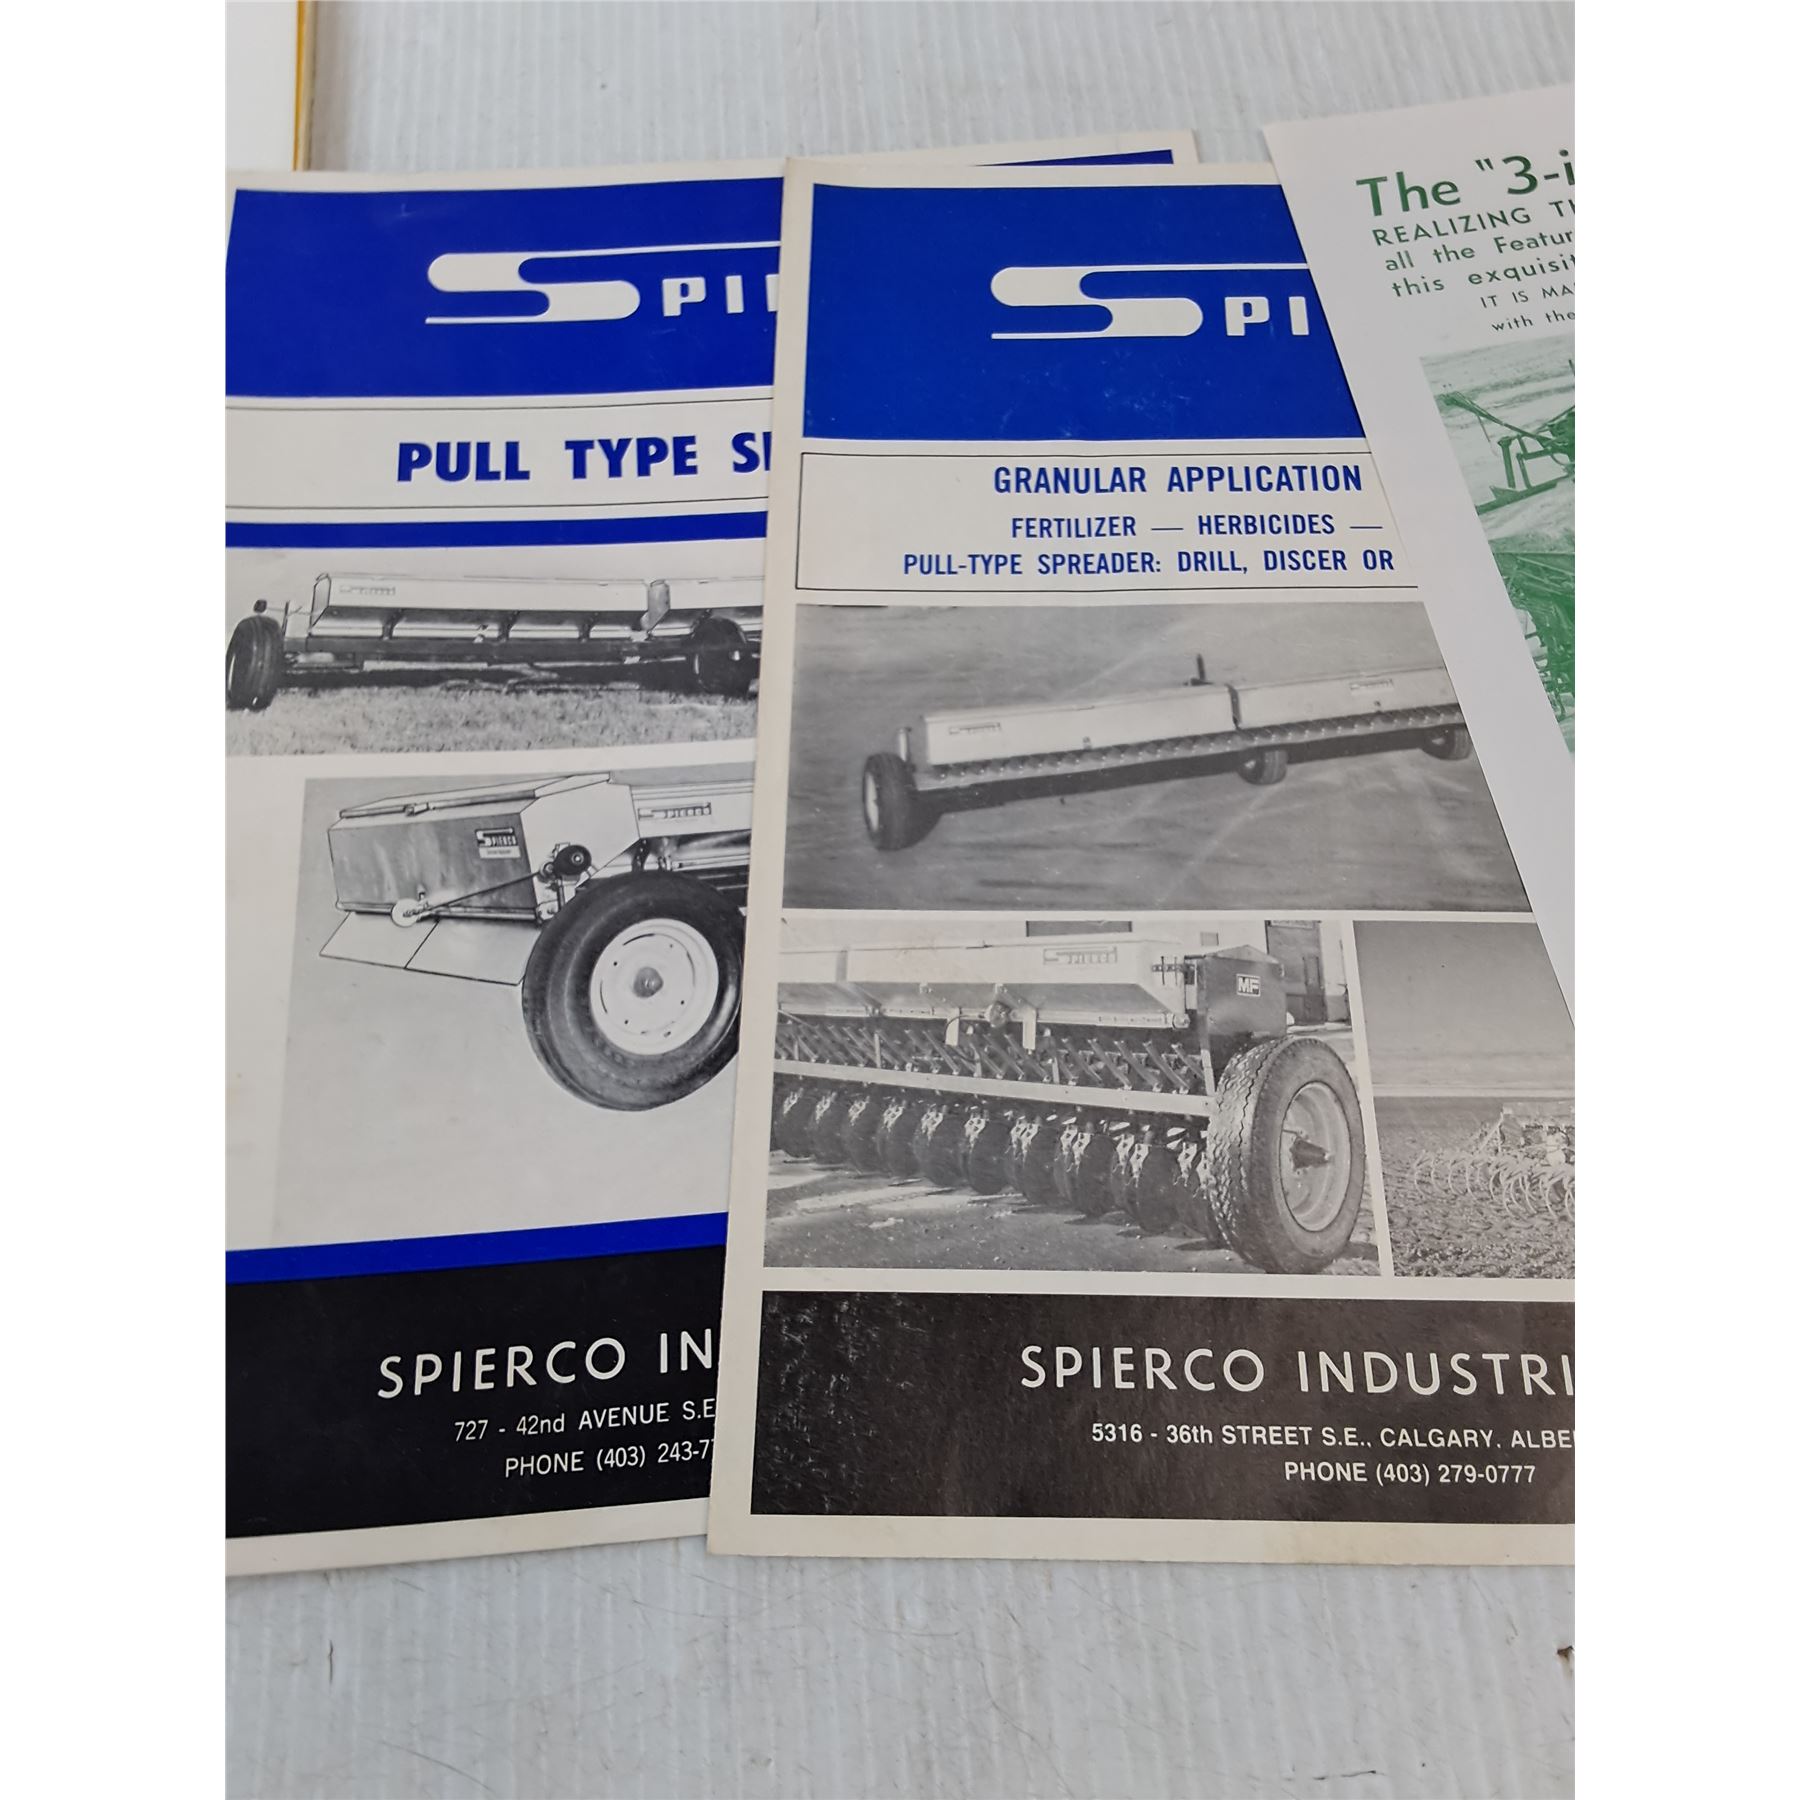 SPI
PULL TYPE
SPIERCO
SPIERCO IN
727 - 42nd AVENUE S.E
PHONE (403) 243-7
SPI
GRANULAR APPLICATION
FERTILIZER — HERBICIDES —
PULL-TYPE SPREADER: DRILL, DISCER OR
MF
SPIERCO INDUSTRI
5316 - 36th STREET S.E., CALGARY, ALBE
PHONE (403) 279-0777
The "3-i
REALIZING TH
all the Featur
this exquisit
IT IS MA
with the